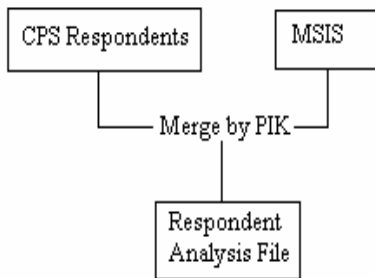 CPS Respondents
MSIS
Merge by PIK
Respondent
Analysis File